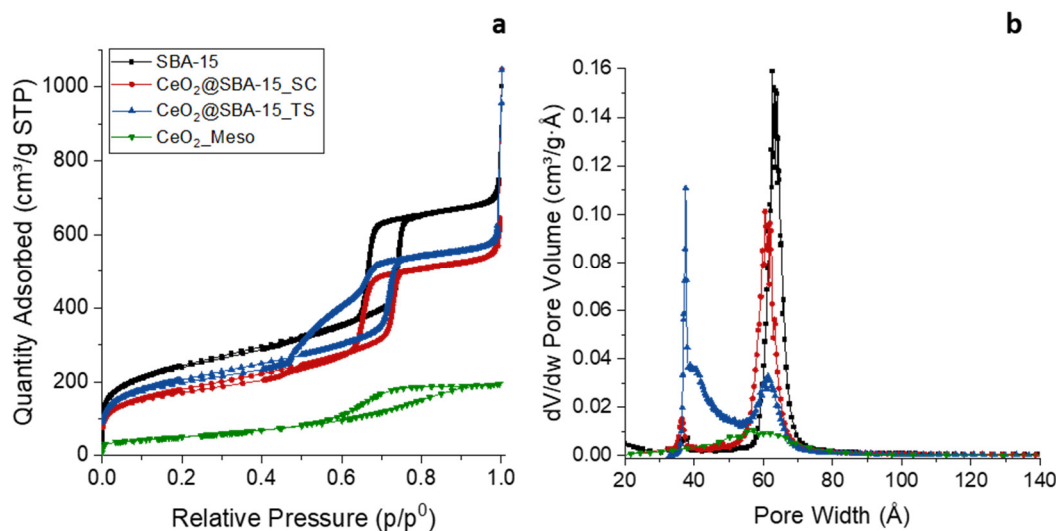 a
SBA-15
CeO₂@SBA-15_SC
CeO₂@SBA-15_TS
CeO₂_Meso
Quantity Adsorbed (cm³/g STP)
1000
800
600
400
200
0
0.0 0.2 0.4 0.6 0.8 1.0
Relative Pressure (p/p⁰)
b
dV/dw Pore Volume (cm³/g·Å)
0.16
0.14
0.12
0.10
0.08
0.06
0.04
0.02
0.00
20 40 60 80 100 120 140
Pore Width (Å)